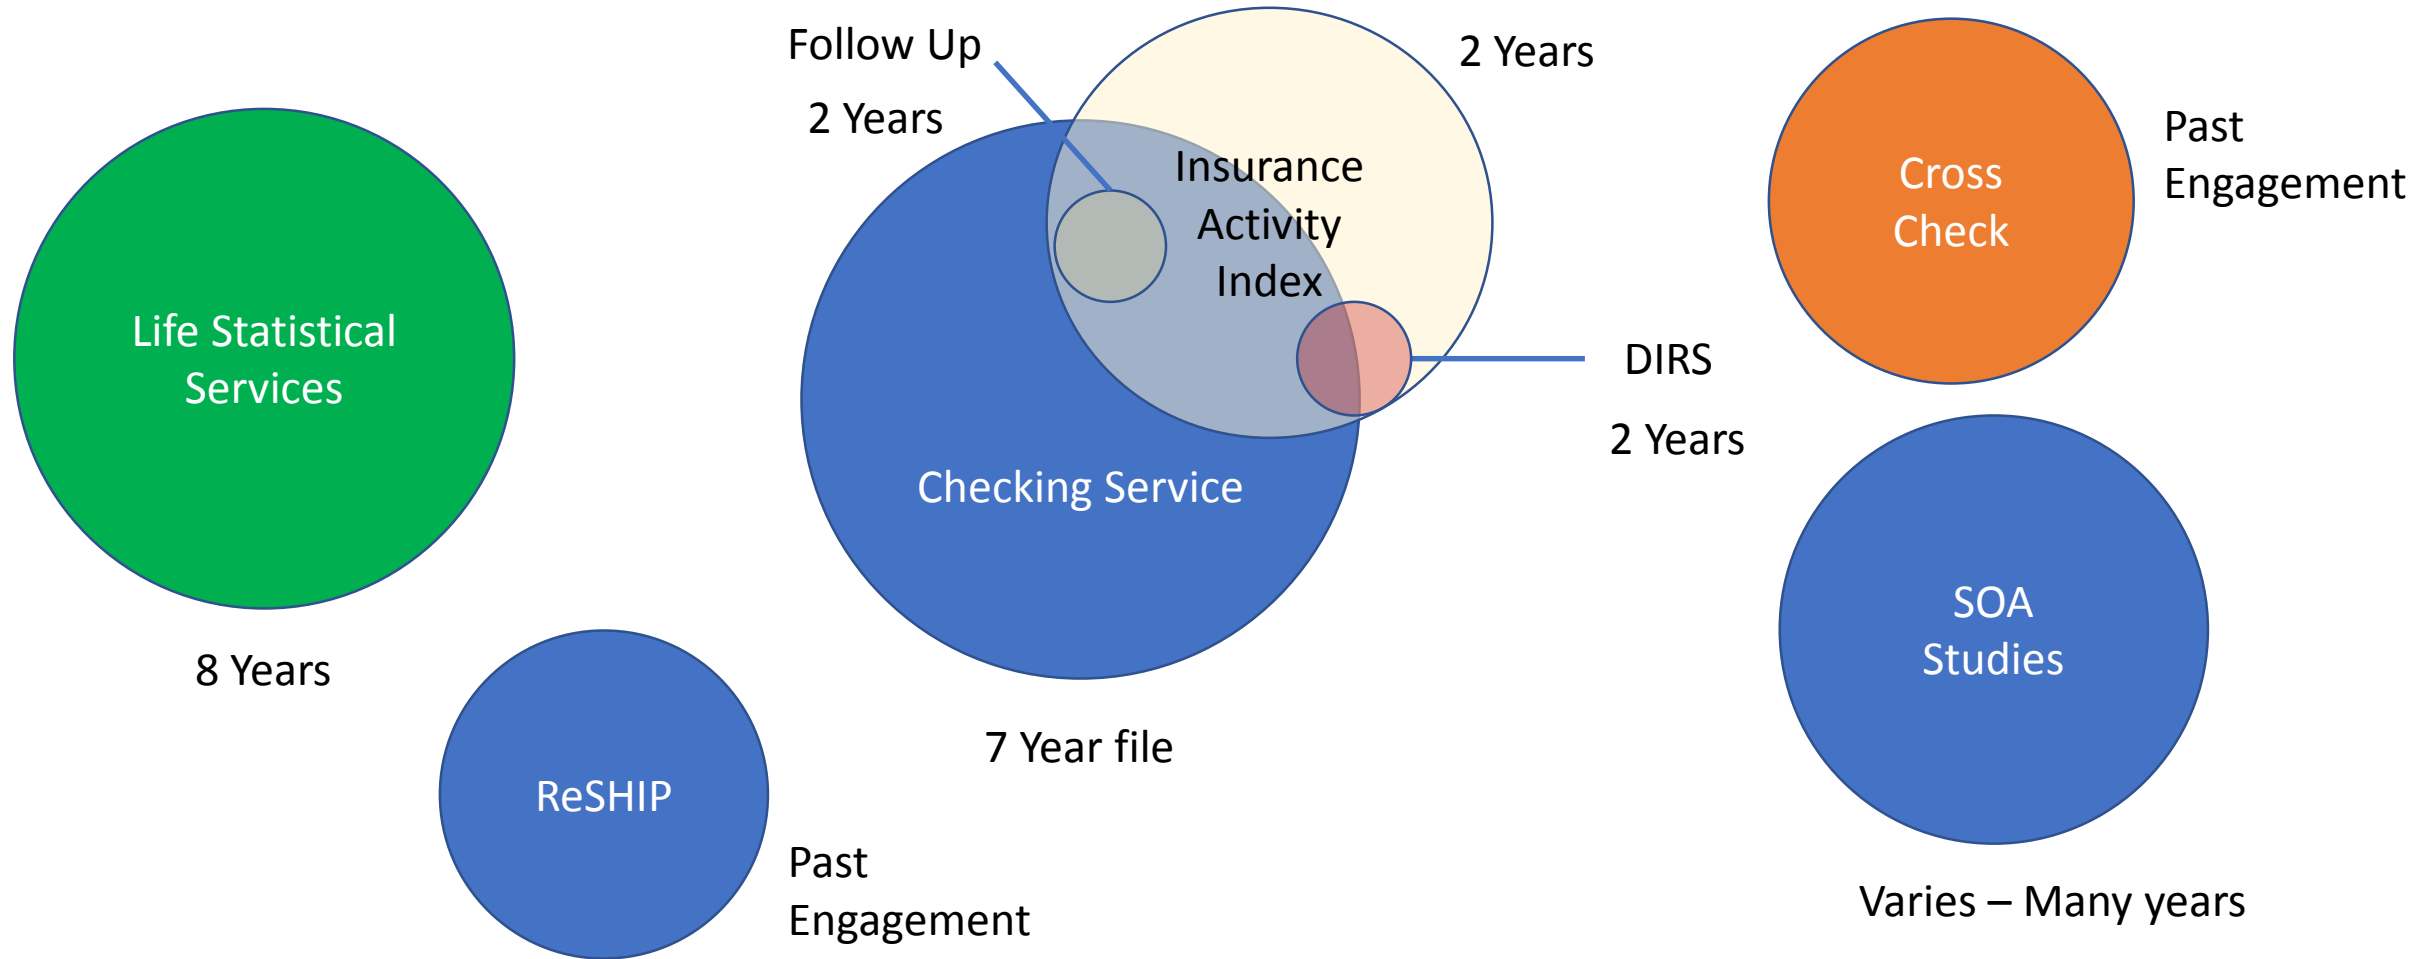 Follow Up
2 Years
2 Years
Insurance
Activity
Index
Cross
Check
Past
Engagement
Life Statistical
Services
8 Years
DIRS
2 Years
Checking Service
7 Year file
SOA
Studies
Varies – Many years
ReSHIP
Past
Engagement